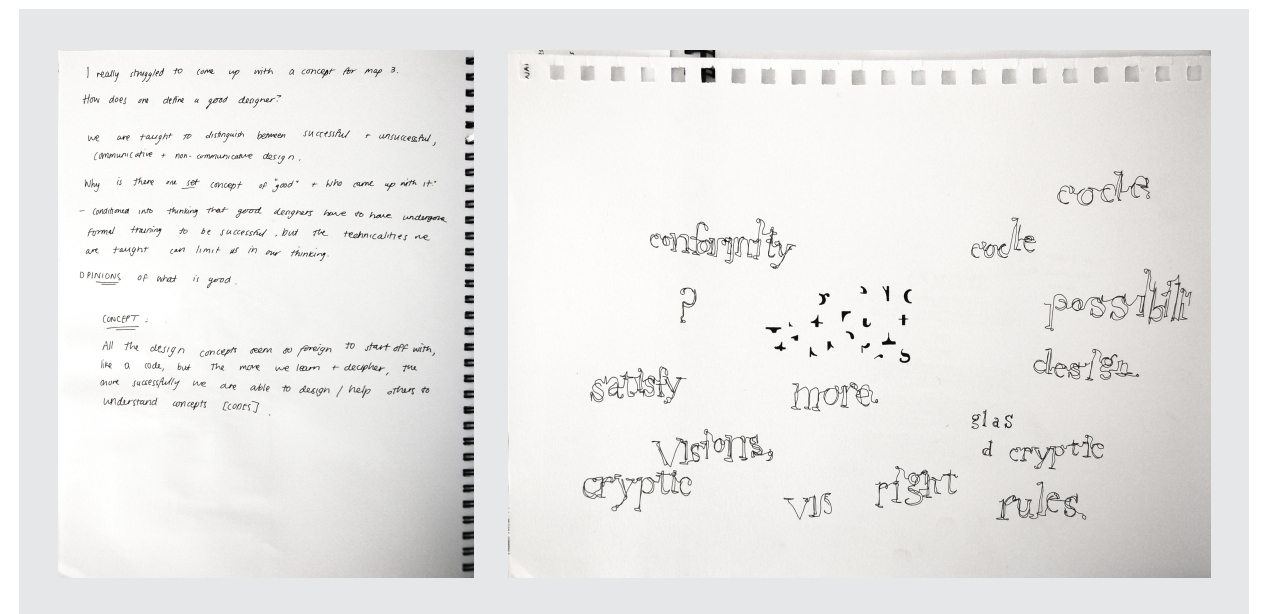 I really struggled to come up with a concept for map 3.
How does one define a good designer?
we are taught to distinguish between successful + unsuccessful,
communicative + non-communicative design.
Why is there one set concept of "good" + who came up with it?
- conditioned into thinking that good designers have to have undergone
formal training to be successful, but the technicalities we
are taught can limit us in our thinking.
OPINIONS of what is good.
CONCEPT:
All the design concepts seem so foreign to start off with,
like a code, but the more we learn + decipher, the
more successfully we are able to design / help others to
understand concepts [CODES].
code
conformity
code
?
possibili
design.
satisfy
more.
glas
visions,
d cryptic
cryptic
vis
right
rules.